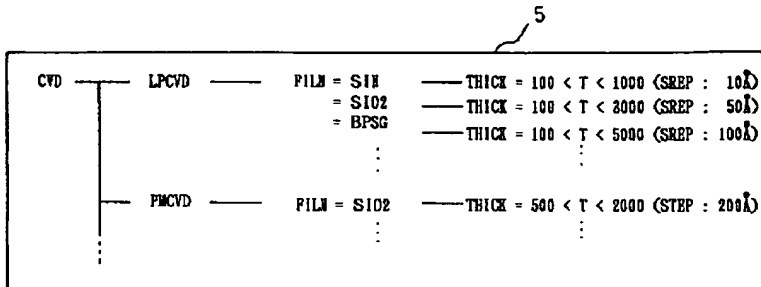 5
CVD LPCVD FILM = SIN THICK = 100 < T < 1000 (SREP : 10Å)
= SIO2 THICK = 100 < T < 3000 (SREP : 50Å)
= BPSG THICK = 100 < T < 5000 (SREP : 100Å)
PMCVD FILM = SIO2 THICK = 500 < T < 2000 (STEP : 200Å)